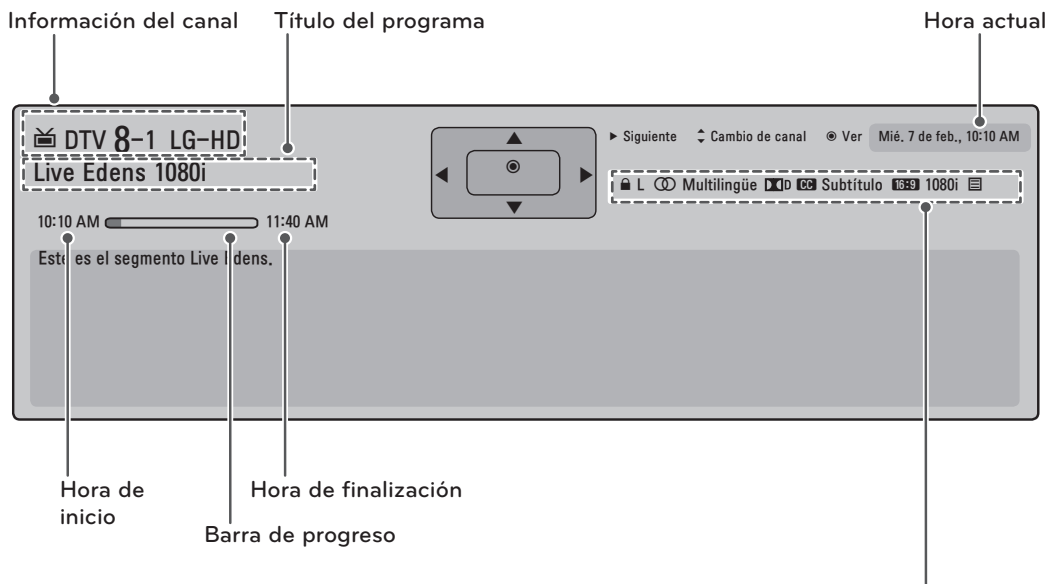 Información del canal
Título del programa
Hora actual
DTV 8-1 LG-HD
Live Edens 1080i
Siguiente Cambio de canal Ver Mié. 7 de feb., 10:10 AM
L Multilingüe D CC Subtítulo 16:9 1080i
10:10 AM 11:40 AM
Este es el segmento Live Edens.
Hora de
inicio
Hora de finalización
Barra de progreso